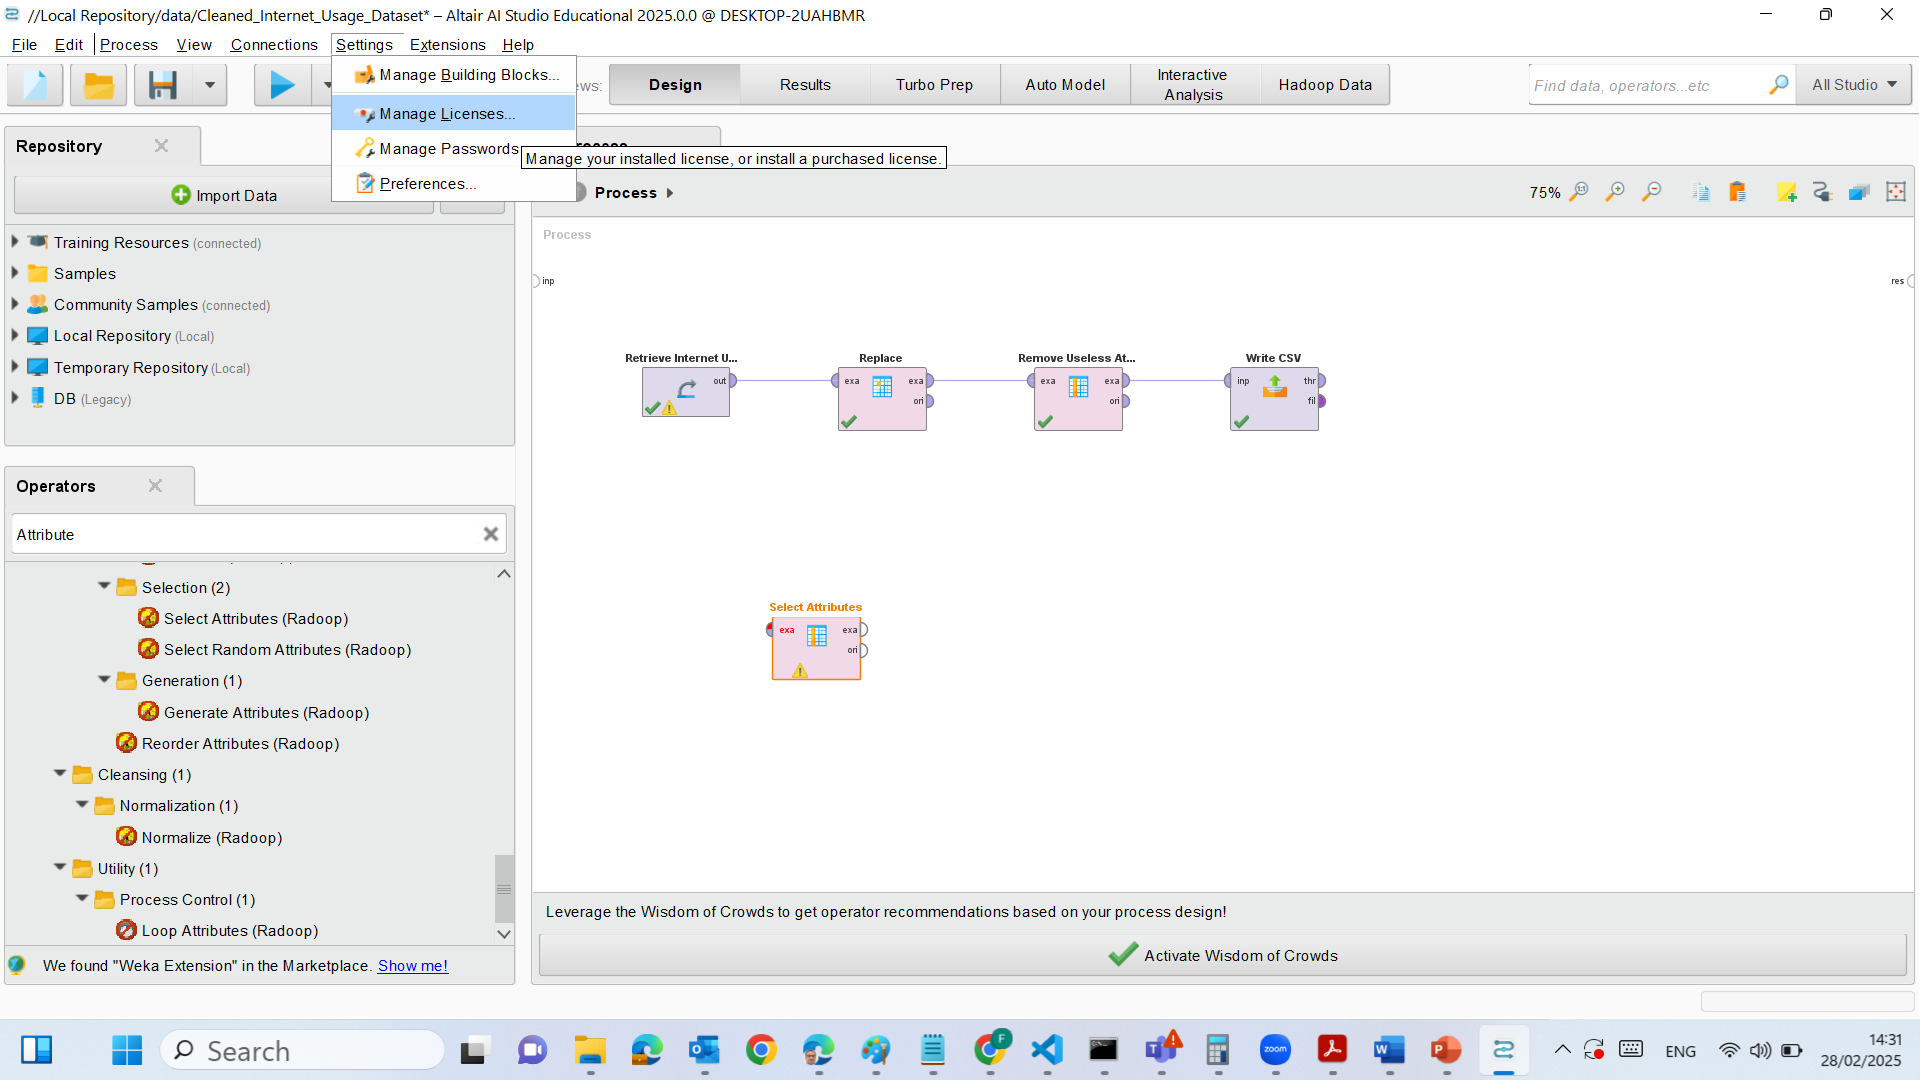 //Local Repository/data/Cleaned_Internet_Usage_Dataset* – Altair AI Studio Educational 2025.0.0 @ DESKTOP-2UAHBMR
File Edit Process View Connections Settings Extensions Help
Manage Building Blocks...
Manage Licenses...
Manage Passwords
Preferences...
Manage your installed license, or install a purchased license.
ws:
Design
Results
Turbo Prep
Auto Model
Interactive
Analysis
Hadoop Data
Find data, operators...etc
All Studio
Repository
Import Data
Training Resources (connected)
Samples
Community Samples (connected)
Local Repository (Local)
Temporary Repository (Local)
DB (Legacy)
Operators
Attribute
Selection (2)
Select Attributes (Radoop)
Select Random Attributes (Radoop)
Generation (1)
Generate Attributes (Radoop)
Reorder Attributes (Radoop)
Cleansing (1)
Normalization (1)
Normalize (Radoop)
Utility (1)
Process Control (1)
Loop Attributes (Radoop)
We found "Weka Extension" in the Marketplace. Show me!
Process
75%
Process
inp
res
Retrieve Internet U...
out
Replace
exa exa
ori
Remove Useless At...
exa exa
ori
Write CSV
inp thr
fil
Select Attributes
exa exa
ori
Leverage the Wisdom of Crowds to get operator recommendations based on your process design!
Activate Wisdom of Crowds
Search
F
zoom
ENG
14:31
28/02/2025